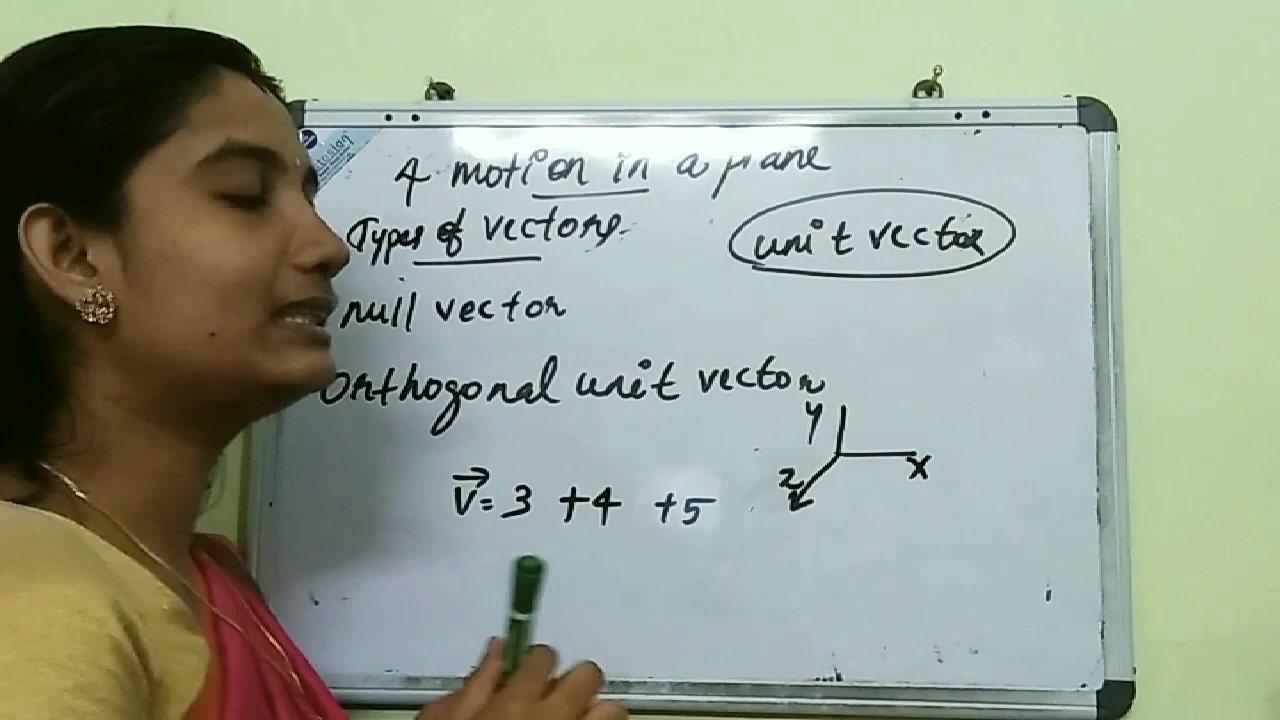 4 motion in a plane
Types of vectors
unit vector
null vector
Orthogonal unit vector
y
x
z
V⃗= 3 +4 +5